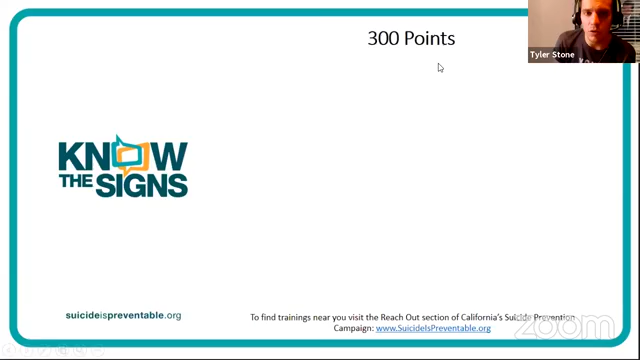 300 Points
Tyler Stone
KNOW
THE SIGNS
suicideispreventable.org
To find trainings near you visit the Reach Out section of California's Suicide Prevention
Campaign: www.SuicideIsPreventable.org
zoom